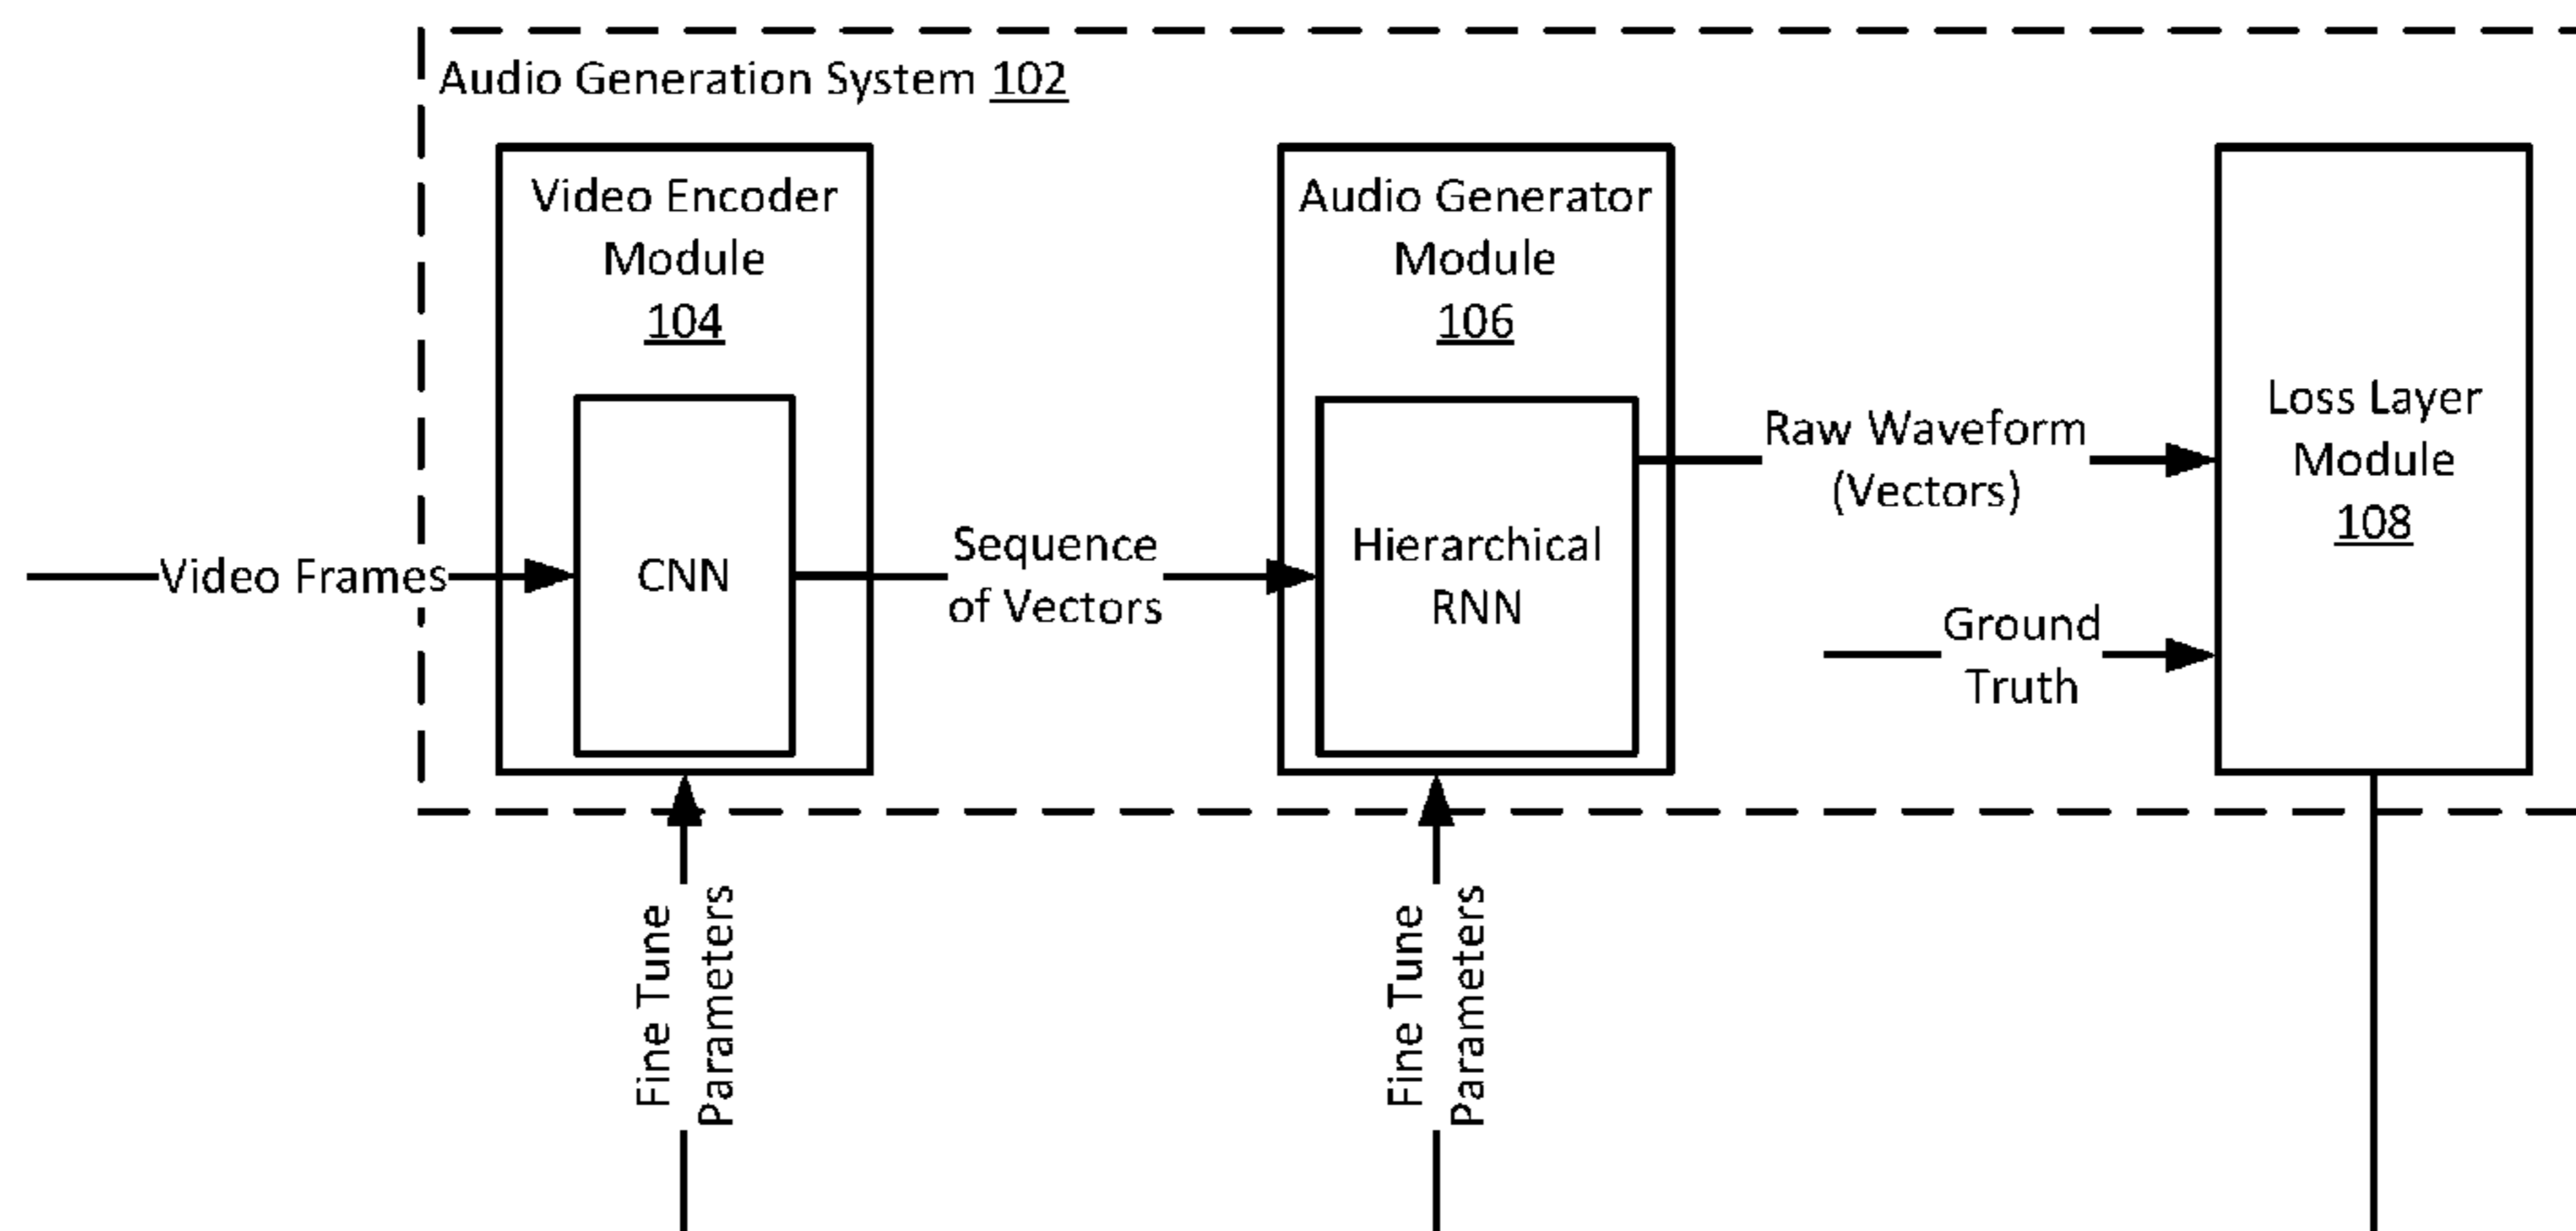 Audio Generation System 102
Video Encoder
Module
104
CNN
Video Frames
Sequence
of Vectors
Audio Generator
Module
106
Hierarchical
RNN
Raw Waveform
(Vectors)
Ground
Truth
Loss Layer
Module
108
Fine Tune
Parameters
Fine Tune
Parameters